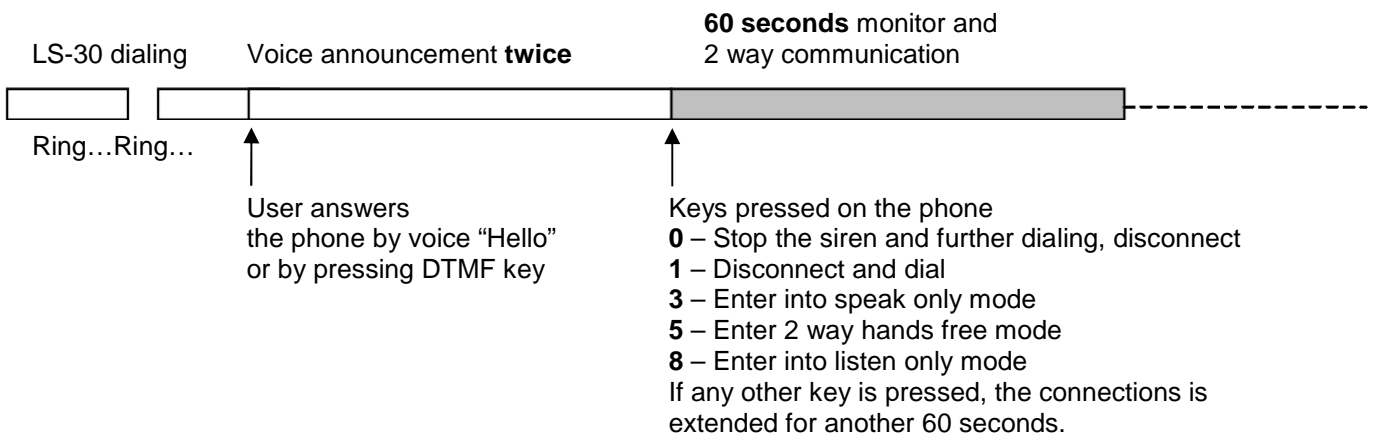 60 seconds monitor and
2 way communication
LS-30 dialing
Voice announcement twice
Ring…Ring…
User answers
the phone by voice “Hello”
or by pressing DTMF key
Keys pressed on the phone
0 – Stop the siren and further dialing, disconnect
1 – Disconnect and dial
3 – Enter into speak only mode
5 – Enter 2 way hands free mode
8 – Enter into listen only mode
If any other key is pressed, the connections is
extended for another 60 seconds.